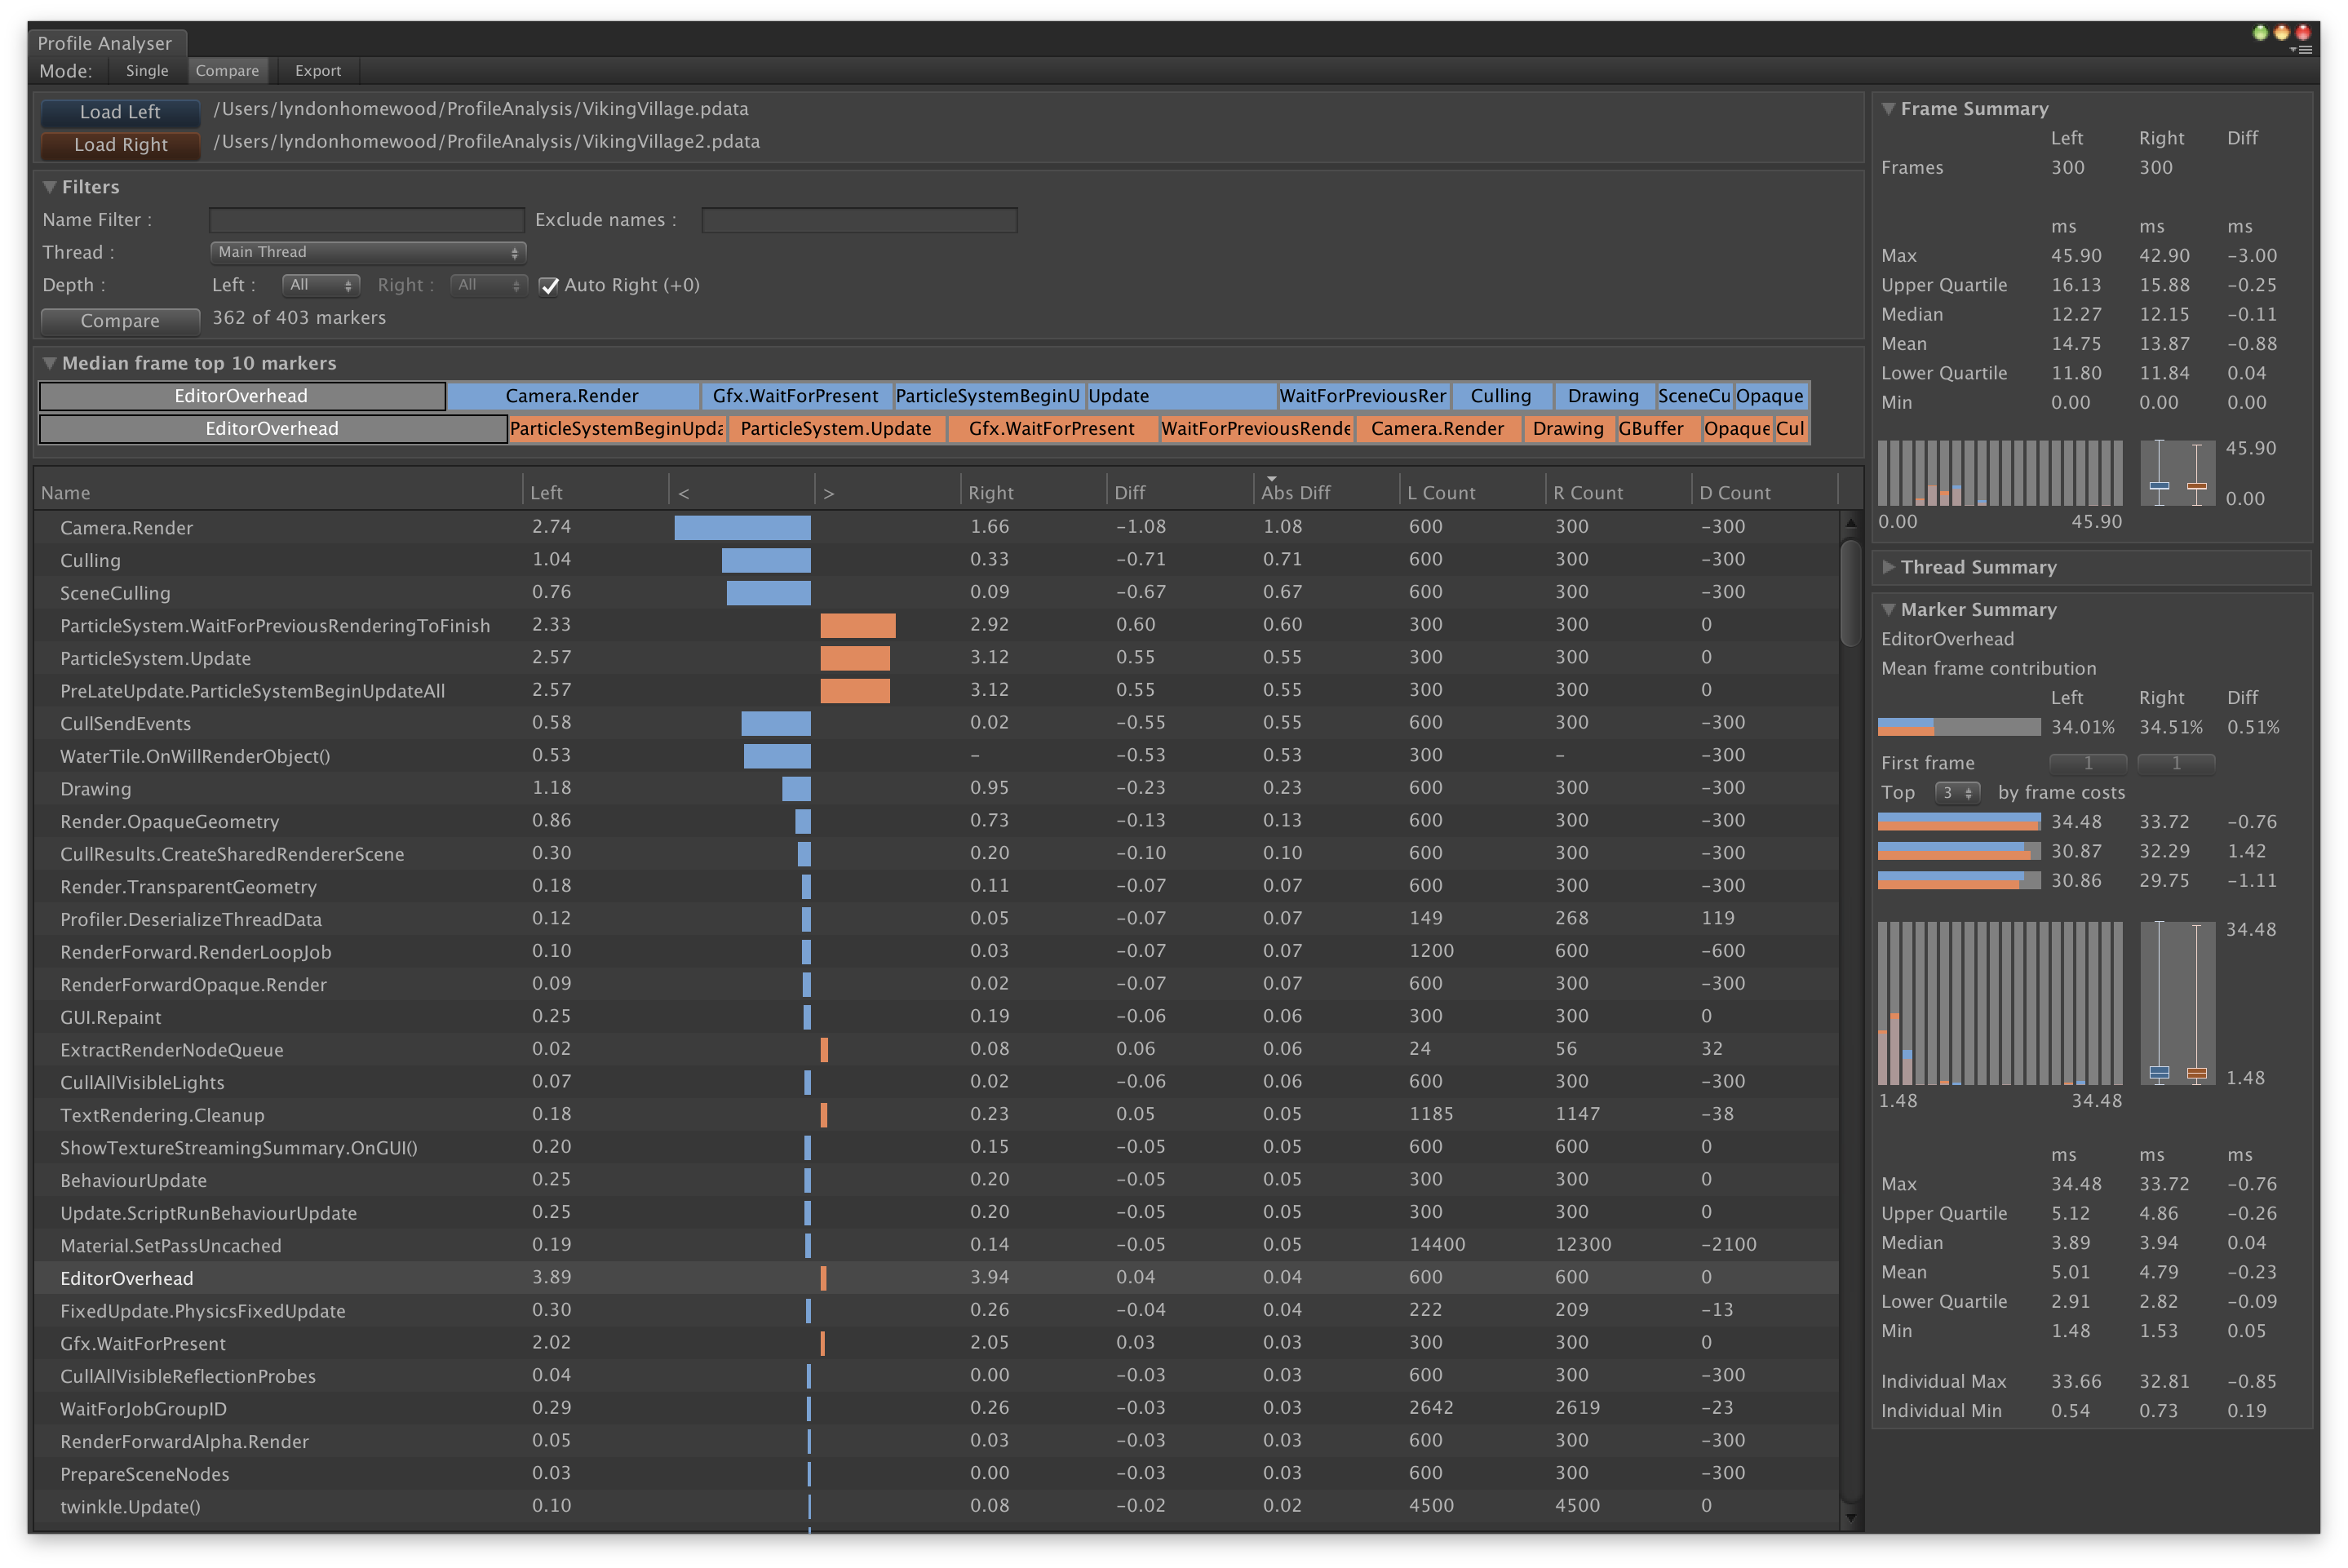 Profile Analyser
Mode: Single Compare Export
Load Left /Users/lyndonhomewood/ProfileAnalysis/VikingVillage.pdata
Load Right /Users/lyndonhomewood/ProfileAnalysis/VikingVillage2.pdata
Filters
Name Filter : Exclude names :
Thread : Main Thread
Depth : Left : All Right : All Auto Right (+0)
Compare 362 of 403 markers
Median frame top 10 markers
EditorOverhead Camera.Render Gfx.WaitForPresent ParticleSystemBeginU Update WaitForPreviousRer Culling Drawing SceneCu Opaque
EditorOverhead ParticleSystemBeginUpda ParticleSystem.Update Gfx.WaitForPresent WaitForPreviousRende Camera.Render Drawing GBuffer Opaque Cul
Name Left < > Right Diff Abs Diff L Count R Count D Count
Camera.Render 2.74 1.66 -1.08 1.08 600 300 -300
Culling 1.04 0.33 -0.71 0.71 600 300 -300
SceneCulling 0.76 0.09 -0.67 0.67 600 300 -300
ParticleSystem.WaitForPreviousRenderingToFinish 2.33 2.92 0.60 0.60 300 300 0
ParticleSystem.Update 2.57 3.12 0.55 0.55 300 300 0
PreLateUpdate.ParticleSystemBeginUpdateAll 2.57 3.12 0.55 0.55 300 300 0
CullSendEvents 0.58 0.02 -0.55 0.55 600 300 -300
WaterTile.OnWillRenderObject() 0.53 - -0.53 0.53 300 - -300
Drawing 1.18 0.95 -0.23 0.23 600 300 -300
Render.OpaqueGeometry 0.86 0.73 -0.13 0.13 600 300 -300
CullResults.CreateSharedRendererScene 0.30 0.20 -0.10 0.10 600 300 -300
Render.TransparentGeometry 0.18 0.11 -0.07 0.07 600 300 -300
Profiler.DeserializeThreadData 0.12 0.05 -0.07 0.07 149 268 119
RenderForward.RenderLoopJob 0.10 0.03 -0.07 0.07 1200 600 -600
RenderForwardOpaque.Render 0.09 0.02 -0.07 0.07 600 300 -300
GUI.Repaint 0.25 0.19 -0.06 0.06 300 300 0
ExtractRenderNodeQueue 0.02 0.08 0.06 0.06 24 56 32
CullAllVisibleLights 0.07 0.02 -0.06 0.06 600 300 -300
TextRendering.Cleanup 0.18 0.23 0.05 0.05 1185 1147 -38
ShowTextureStreamingSummary.OnGUI() 0.20 0.15 -0.05 0.05 600 600 0
BehaviourUpdate 0.25 0.20 -0.05 0.05 300 300 0
Update.ScriptRunBehaviourUpdate 0.25 0.20 -0.05 0.05 300 300 0
Material.SetPassUncached 0.19 0.14 -0.05 0.05 14400 12300 -2100
EditorOverhead 3.89 3.94 0.04 0.04 600 600 0
FixedUpdate.PhysicsFixedUpdate 0.30 0.26 -0.04 0.04 222 209 -13
Gfx.WaitForPresent 2.02 2.05 0.03 0.03 300 300 0
CullAllVisibleReflectionProbes 0.04 0.00 -0.03 0.03 600 300 -300
WaitForJobGroupID 0.29 0.26 -0.03 0.03 2642 2619 -23
RenderForwardAlpha.Render 0.05 0.03 -0.03 0.03 600 300 -300
PrepareSceneNodes 0.03 0.00 -0.03 0.03 600 300 -300
twinkle.Update() 0.10 0.08 -0.02 0.02 4500 4500 0
Frame Summary
Left Right Diff
Frames 300 300
ms ms ms
Max 45.90 42.90 -3.00
Upper Quartile 16.13 15.88 -0.25
Median 12.27 12.15 -0.11
Mean 14.75 13.87 -0.88
Lower Quartile 11.80 11.84 0.04
Min 0.00 0.00 0.00
45.90
0.00
0.00 45.90
Thread Summary
Marker Summary
EditorOverhead
Mean frame contribution
Left Right Diff
34.01% 34.51% 0.51%
First frame 1 1
Top 3 by frame costs
34.48 33.72 -0.76
30.87 32.29 1.42
30.86 29.75 -1.11
34.48
1.48
1.48 34.48
ms ms ms
Max 34.48 33.72 -0.76
Upper Quartile 5.12 4.86 -0.26
Median 3.89 3.94 0.04
Mean 5.01 4.79 -0.23
Lower Quartile 2.91 2.82 -0.09
Min 1.48 1.53 0.05
Individual Max 33.66 32.81 -0.85
Individual Min 0.54 0.73 0.19